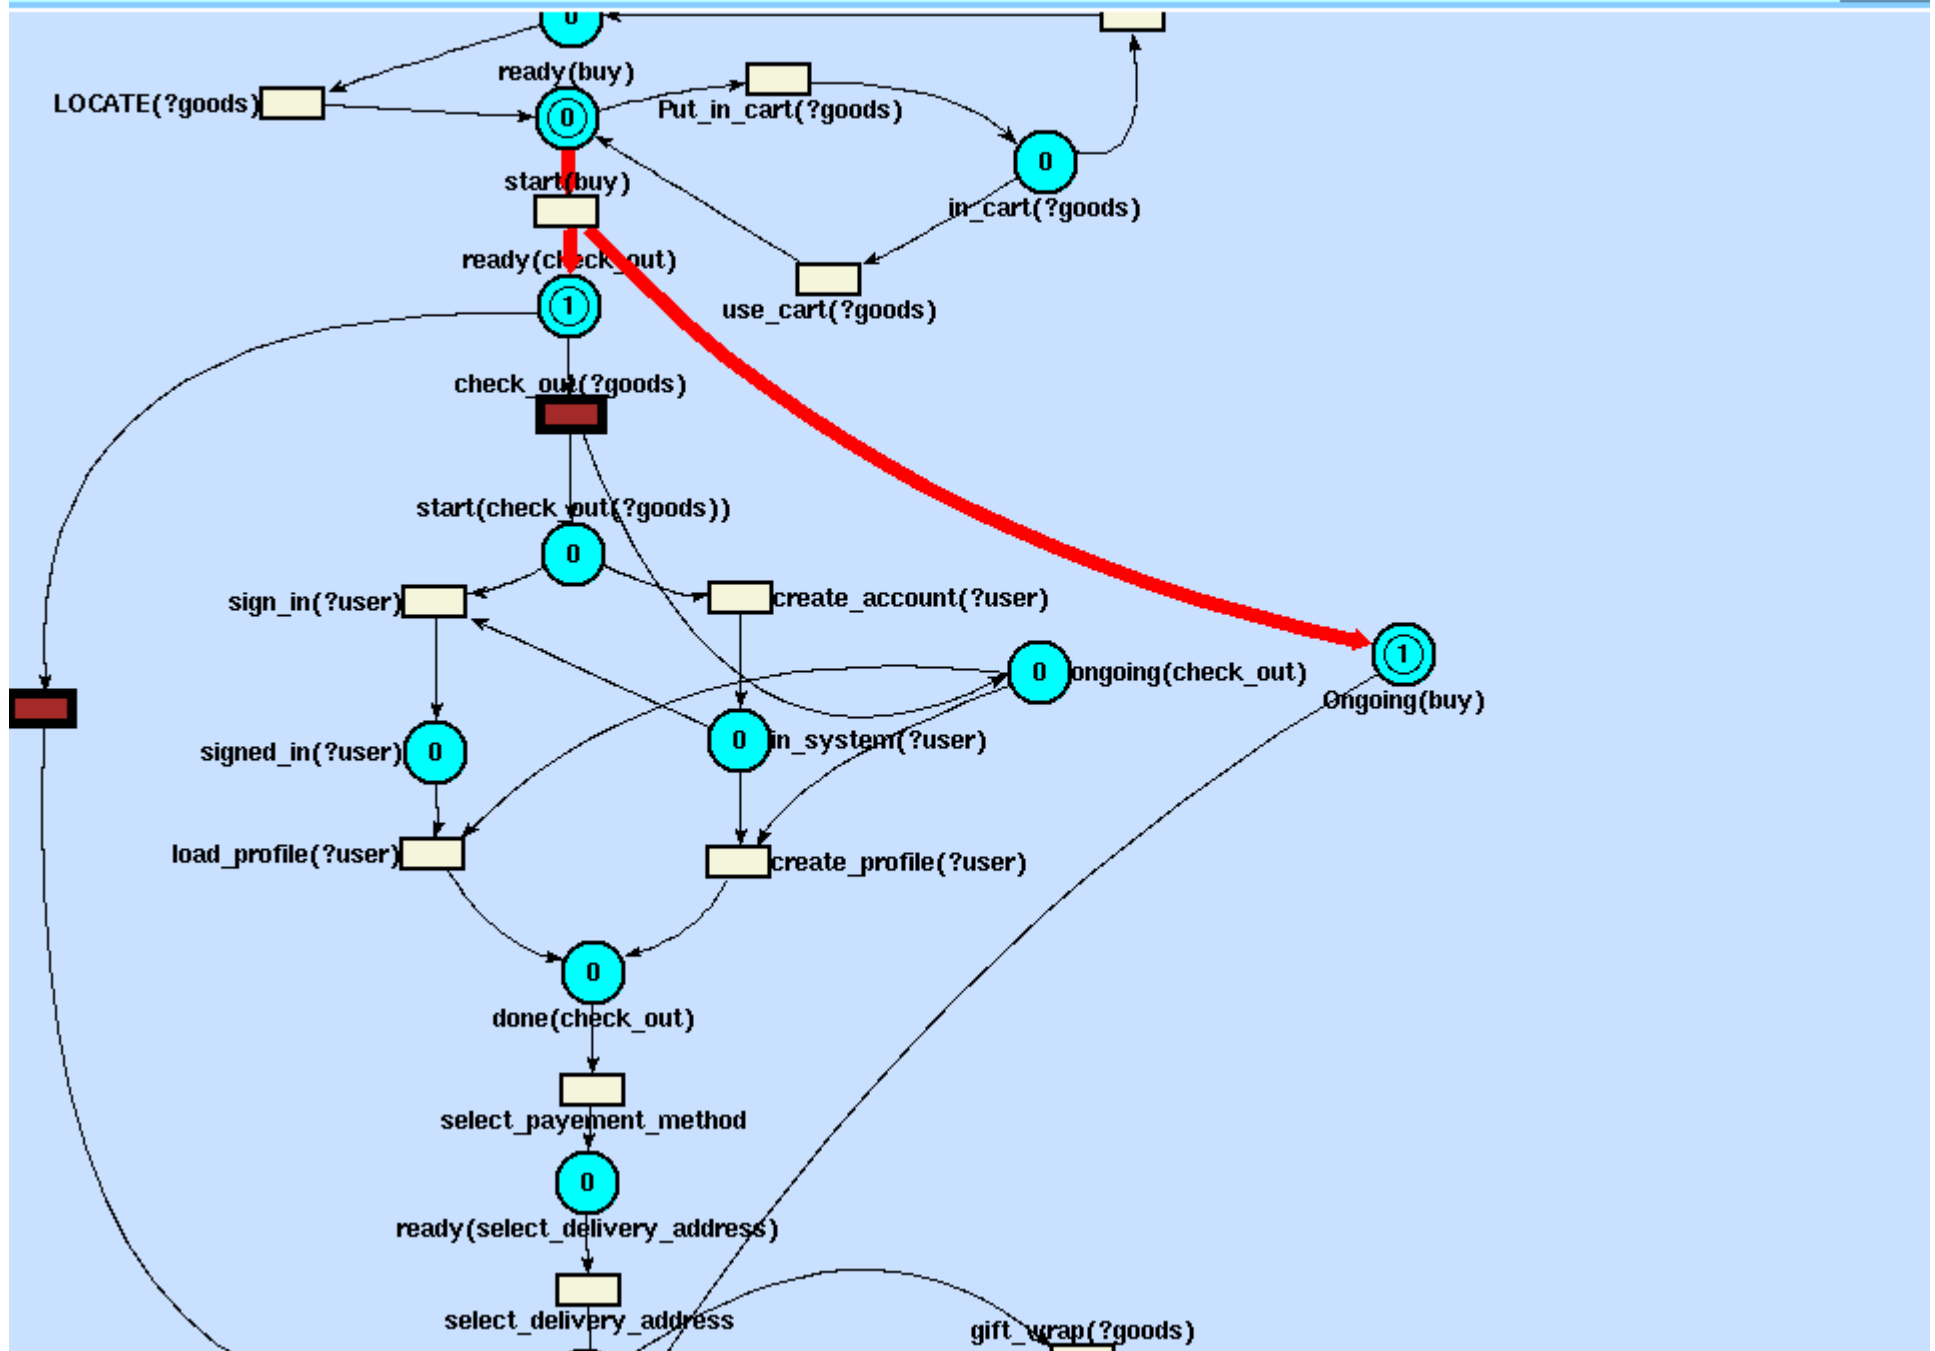 0
ready(buy)
LOCATE(?goods)
0
Put_in_cart(?goods)
0
start(buy)
in_cart(?goods)
ready(check_out)
1
use_cart(?goods)
check_out(?goods)
start(check_out(?goods))
0
sign_in(?user)
create_account(?user)
0
ongoing(check_out)
1
Ongoing(buy)
signed_in(?user)
0
0
in_system(?user)
load_profile(?user)
create_profile(?user)
0
done(check_out)
select_payement_method
0
ready(select_delivery_address)
select_delivery_address
gift_wrap(?goods)